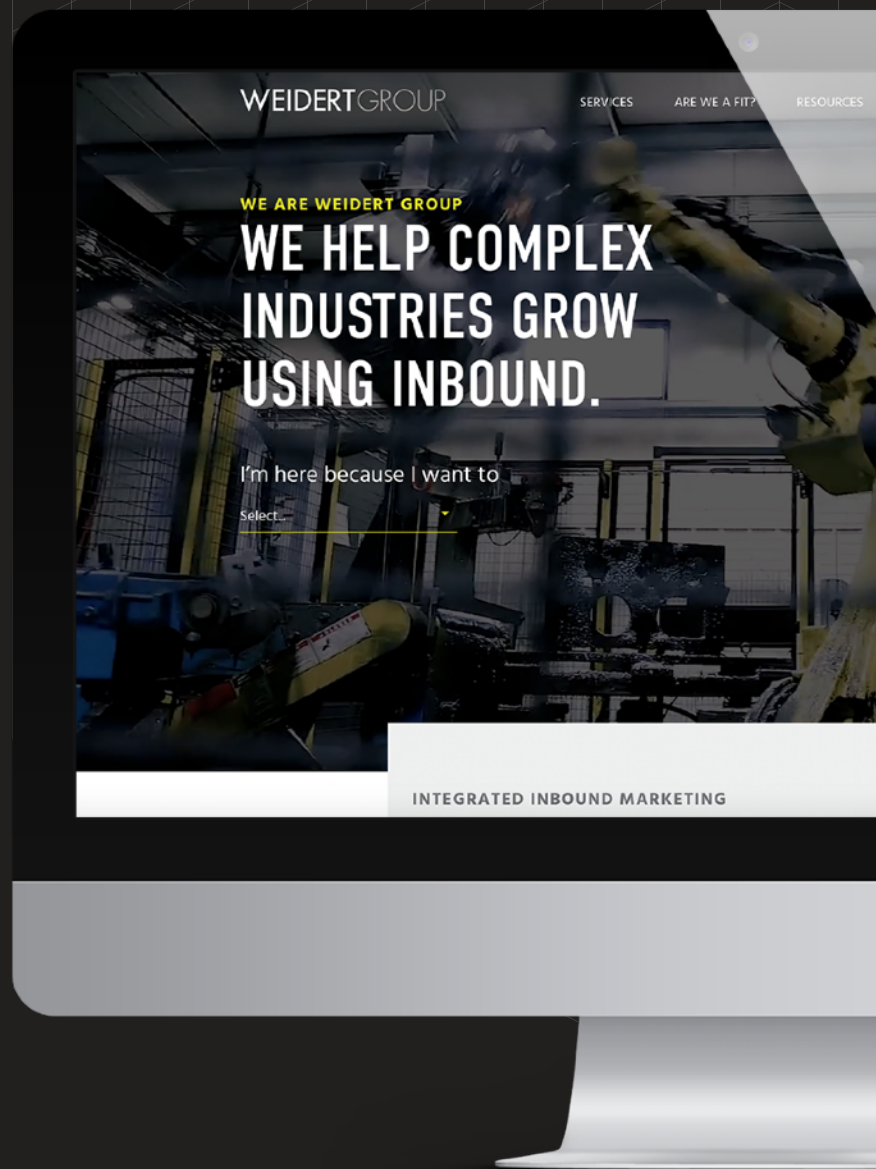 WEIDERTGROUP
SERVICES ARE WE A FIT? RESOURCES
WE ARE WEIDERT GROUP
WE HELP COMPLEX
INDUSTRIES GROW
USING INBOUND.
I'm here because I want to
Select...
INTEGRATED INBOUND MARKETING